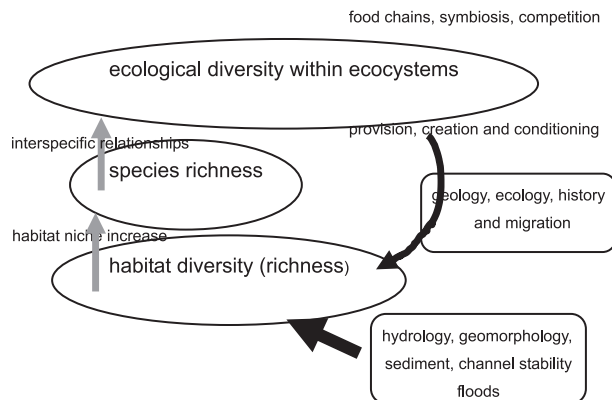 food chains, symbiosis, competition
ecological diversity within ecocystems
provision, creation and conditioning
interspecific relationships
species richness
geology, ecology, history
and migration
habitat niche increase
habitat diversity (richness)
hydrology, geomorphology,
sediment, channel stability
floods